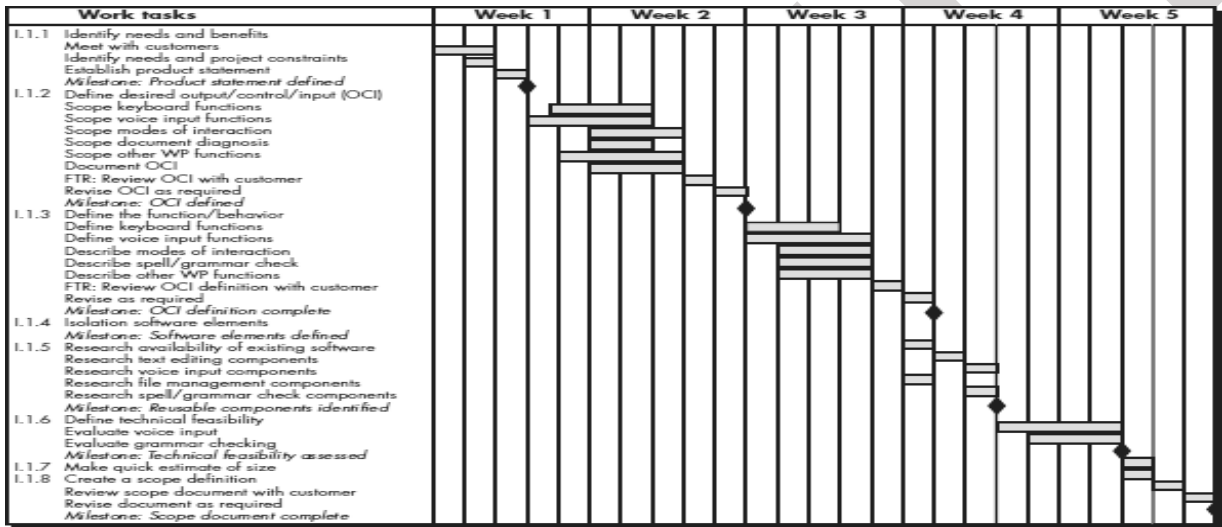 Work tasks Week 1 Week 2 Week 3 Week 4 Week 5
I.1.1 Identify needs and benefits
Meet with customers
Identify needs and project constraints
Establish product statement
Milestone: Product statement defined
I.1.2 Define desired output/control/input (OCI)
Scope keyboard functions
Scope voice input functions
Scope modes of interaction
Scope document diagnosis
Scope other WP functions
Document OCI
FTR: Review OCI with customer
Revise OCI as required
Milestone: OCI defined
I.1.3 Define the function/behavior
Define keyboard functions
Define voice input functions
Describe modes of interaction
Describe spell/grammar check
Describe other WP functions
FTR: Review OCI definition with customer
Revise as required
Milestone: OCI definition complete
I.1.4 Isolation software elements
Milestone: Software elements defined
I.1.5 Research availability of existing software
Research text editing components
Research voice input components
Research file management components
Research spell/grammar check components
Milestone: Reusable components identified
I.1.6 Define technical feasibility
Evaluate voice input
Evaluate grammar checking
Milestone: Technical feasibility assessed
I.1.7 Make quick estimate of size
I.1.8 Create a scope definition
Review scope document with customer
Revise document as required
Milestone: Scope document complete